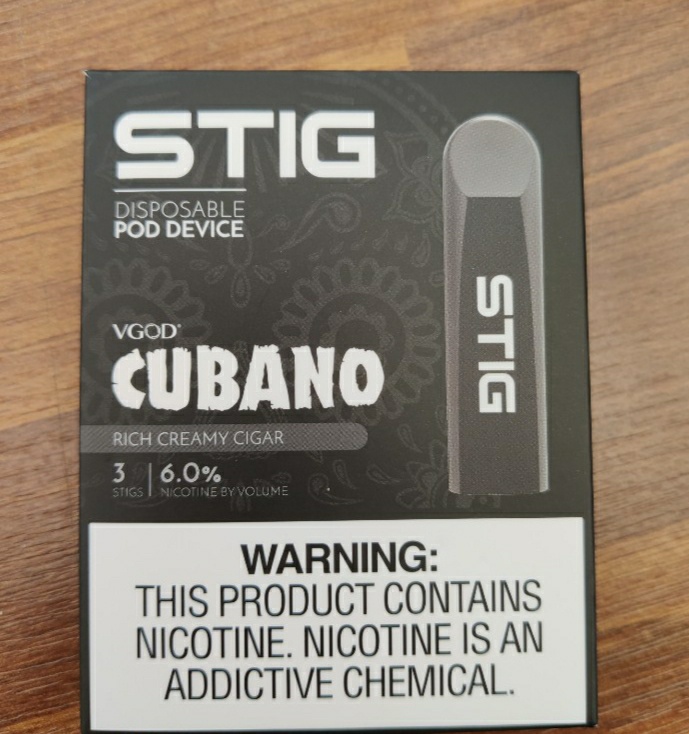 STIG
DISPOSABLE
POD DEVICE
STIG
VGOD®
CUBANO
RICH CREAMY CIGAR
3 | 6.0%
STIGS | NICOTINE BY VOLUME
WARNING:
THIS PRODUCT CONTAINS
NICOTINE. NICOTINE IS AN
ADDICTIVE CHEMICAL.